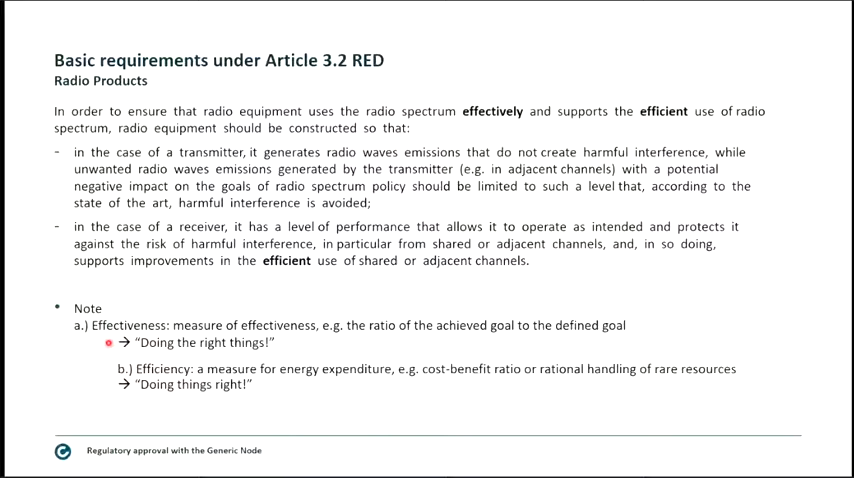 Basic requirements under Article 3.2 RED
Radio Products
In order to ensure that radio equipment uses the radio spectrum effectively and supports the efficient use of radio
spectrum, radio equipment should be constructed so that:
- in the case of a transmitter, it generates radio waves emissions that do not create harmful interference, while
unwanted radio waves emissions generated by the transmitter (e.g. in adjacent channels) with a potential
negative impact on the goals of radio spectrum policy should be limited to such a level that, according to the
state of the art, harmful interference is avoided;
- in the case of a receiver, it has a level of performance that allows it to operate as intended and protects it
against the risk of harmful interference, in particular from shared or adjacent channels, and, in so doing,
supports improvements in the efficient use of shared or adjacent channels.
• Note
a.) Effectiveness: measure of effectiveness, e.g. the ratio of the achieved goal to the defined goal
→ “Doing the right things!”
b.) Efficiency: a measure for energy expenditure, e.g. cost-benefit ratio or rational handling of rare resources
→ “Doing things right!”
Regulatory approval with the Generic Node